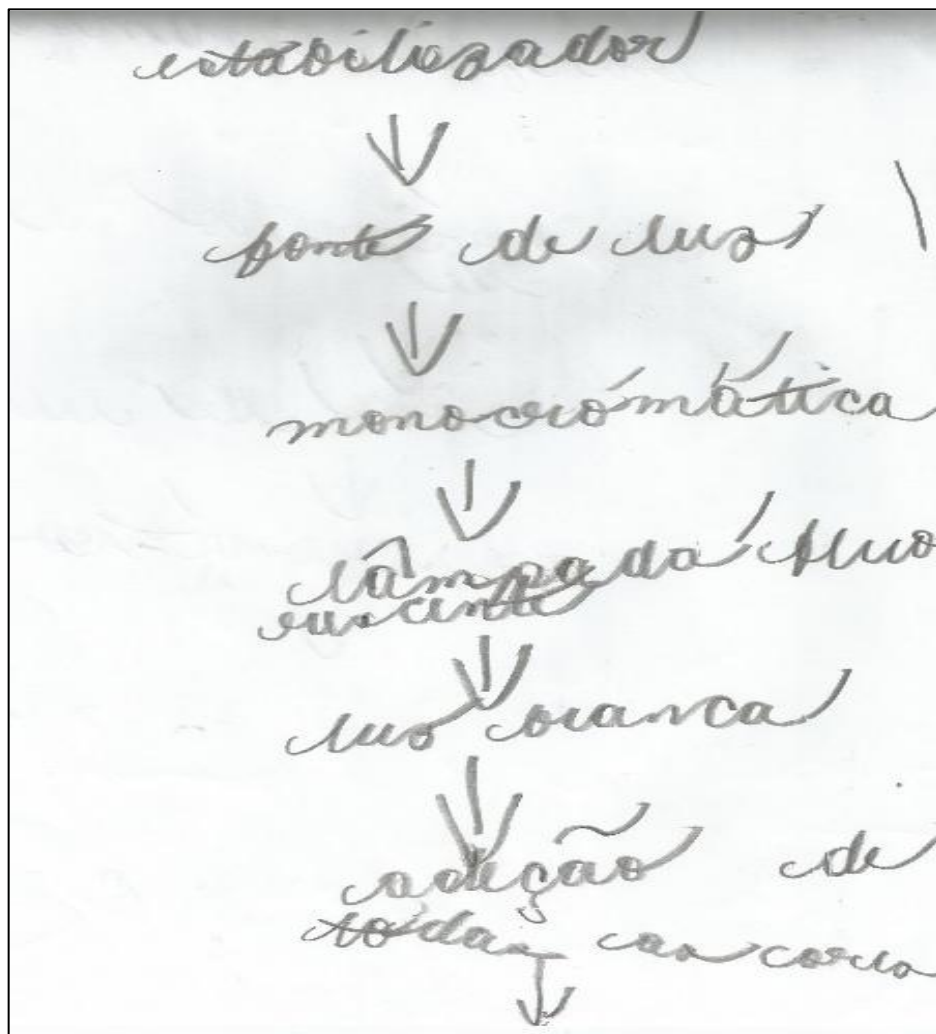 estabilizador
fonte de luz
monocromática
lâmpada fluo
rescente
luz branca
adição de
todas as cores